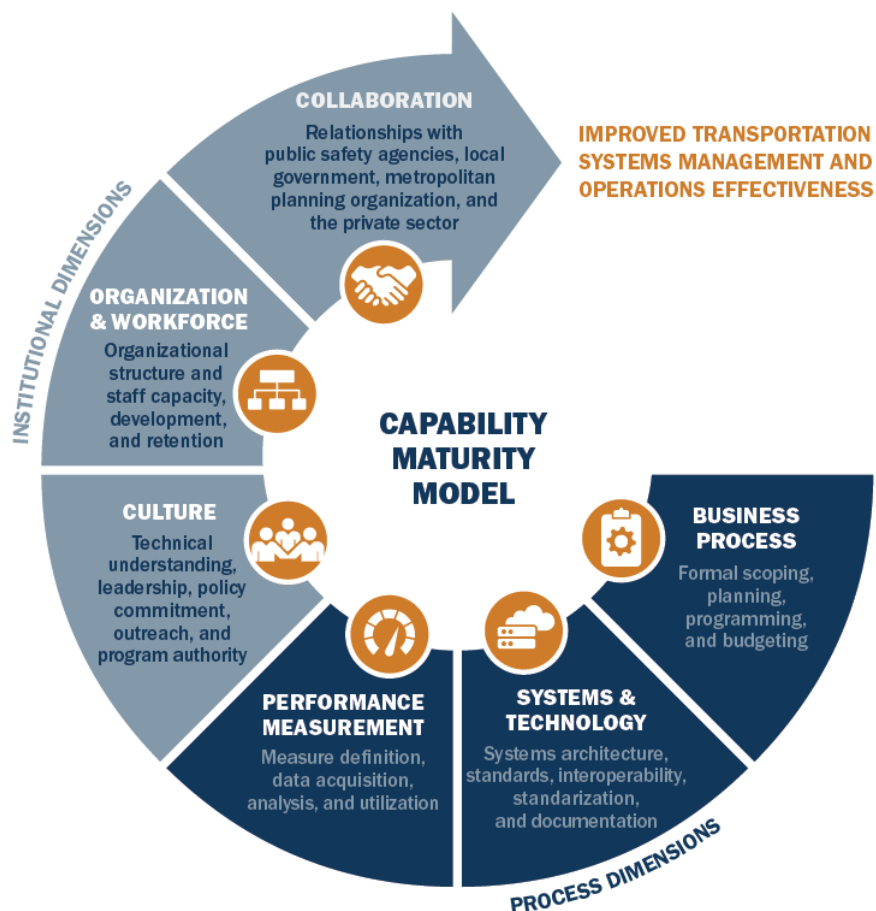 COLLABORATION
Relationships with
public safety agencies, local
government, metropolitan
planning organization, and
the private sector
IMPROVED TRANSPORTATION
SYSTEMS MANAGEMENT AND
OPERATIONS EFFECTIVENESS
INSTITUTIONAL DIMENSIONS
ORGANIZATION
& WORKFORCE
Organizational
structure and
staff capacity,
development,
and retention
CAPABILITY
MATURITY
MODEL
CULTURE
Technical
understanding,
leadership, policy
commitment,
outreach, and
program authority
BUSINESS
PROCESS
Formal scoping,
planning,
programming,
and budgeting
PERFORMANCE
MEASUREMENT
Measure definition,
data acquisition,
analysis, and utilization
SYSTEMS &
TECHNOLOGY
Systems architecture,
standards, interoperability,
standarization,
and documentation
PROCESS DIMENSIONS